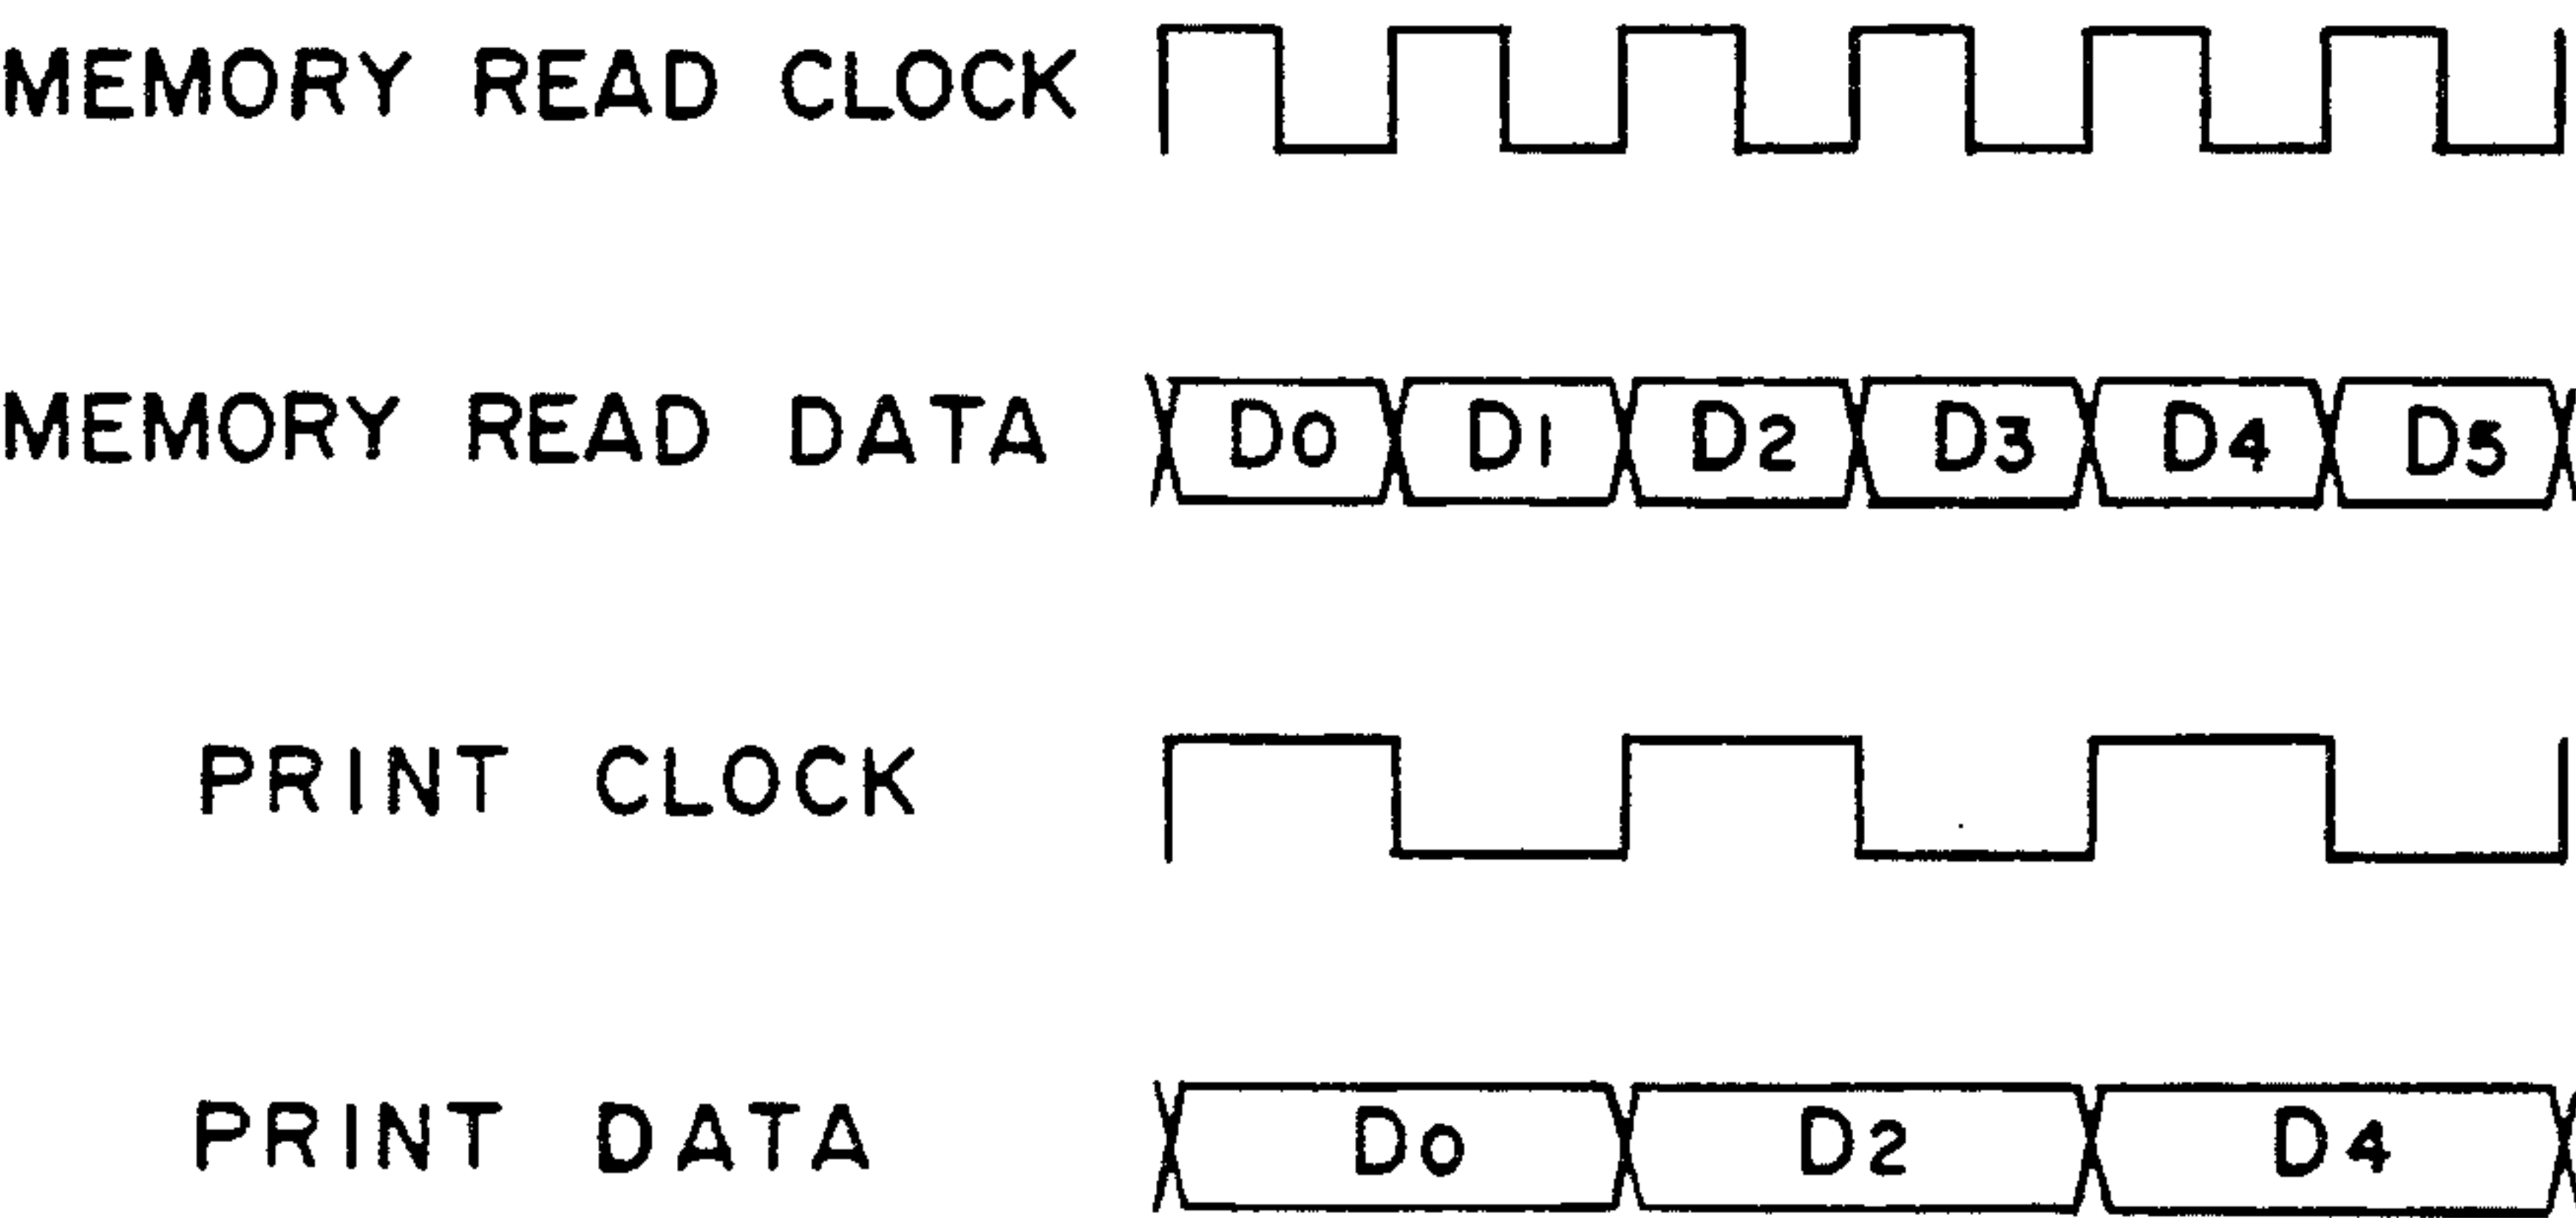 MEMORY READ CLOCK
MEMORY READ DATA D0 D1 D2 D3 D4 D5
PRINT CLOCK
PRINT DATA D0 D2 D4